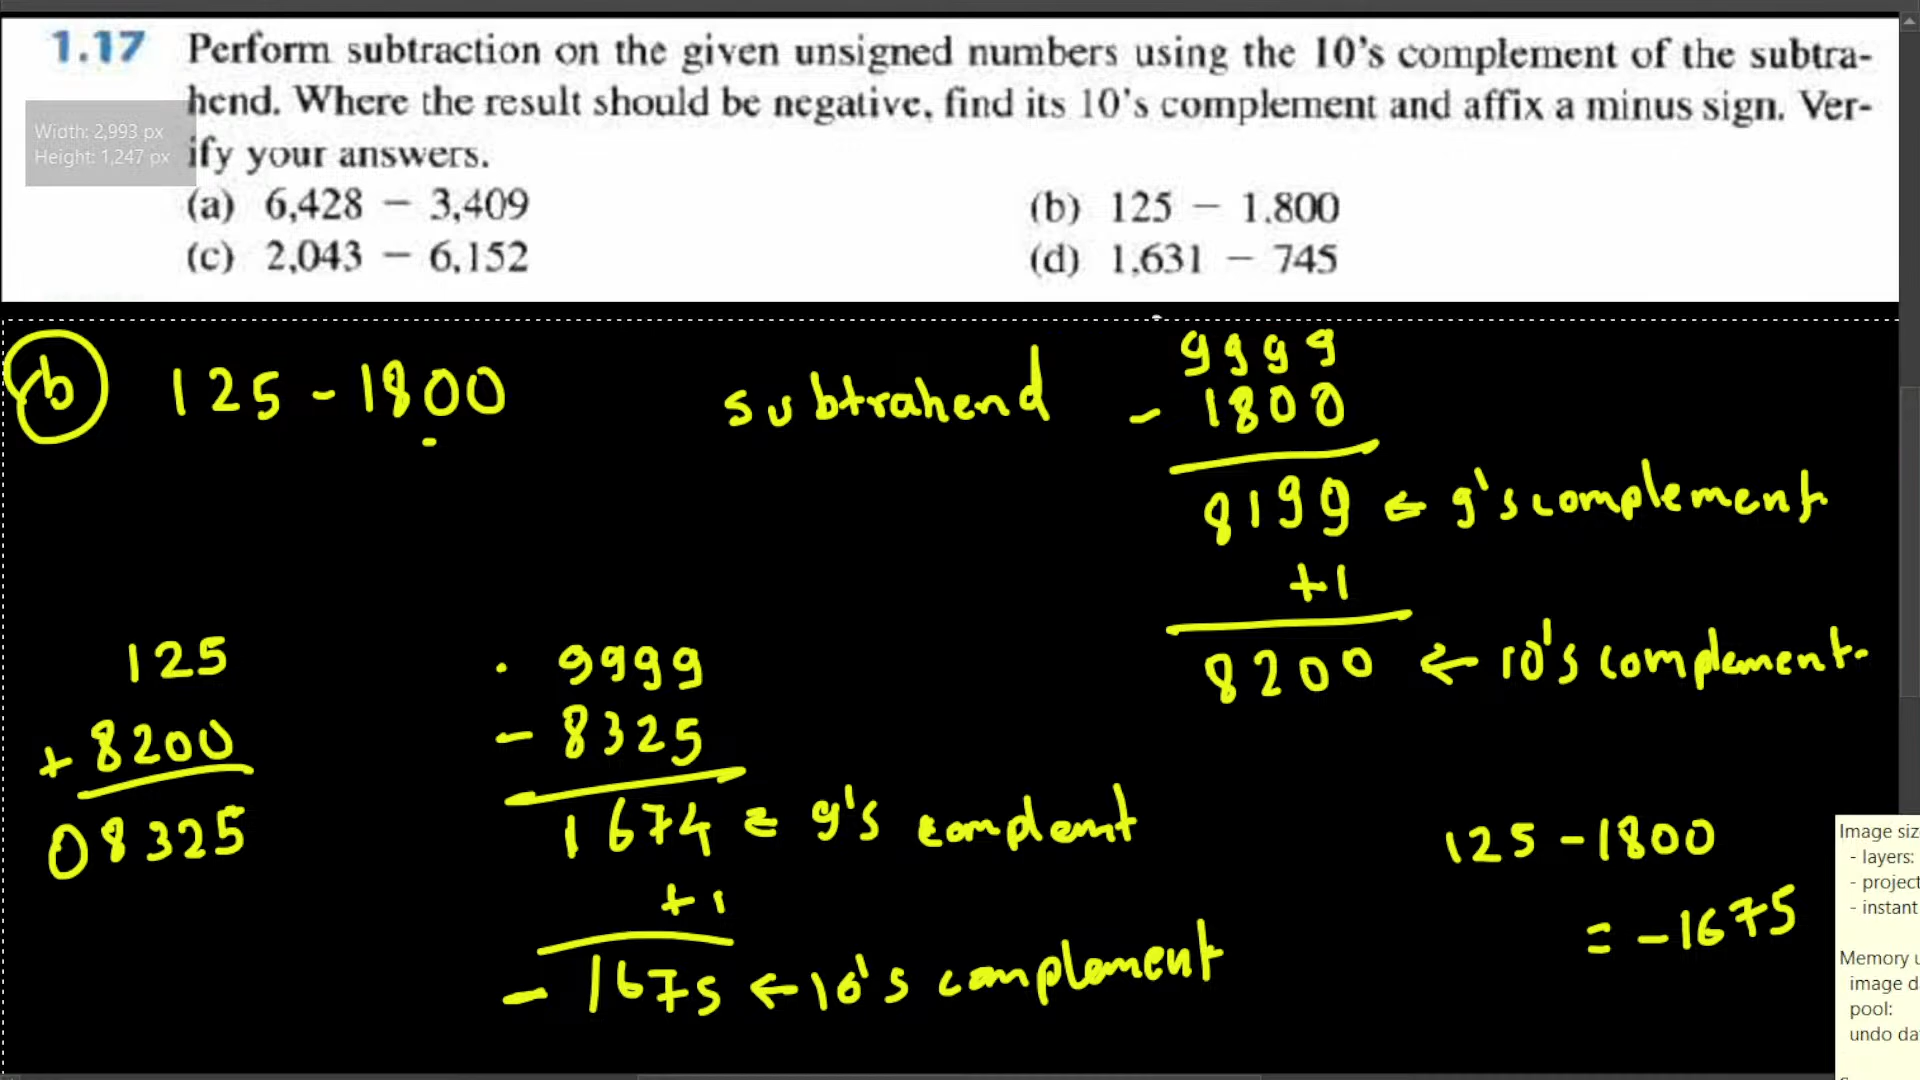 1.17 Perform subtraction on the given unsigned numbers using the 10's complement of the subtra-
hend. Where the result should be negative, find its 10's complement and affix a minus sign. Ver-
ify your answers.
Width: 2,993 px
Height: 1,247 px
(a) 6,428 − 3,409
(b) 125 − 1,800
(c) 2,043 − 6,152
(d) 1,631 − 745
b 125 - 1800
subtrahend
9999
- 1800
8199 ← 9's complement
+1
8200 ← 10's complement.
125
+ 8200
08325
9999
- 8325
1674 ← 9's complemt
+1
- 1675 ← 10's complement
125 - 1800
= - 1675
Image siz
- layers:
- project
- instant
Memory u
image d
pool:
undo da